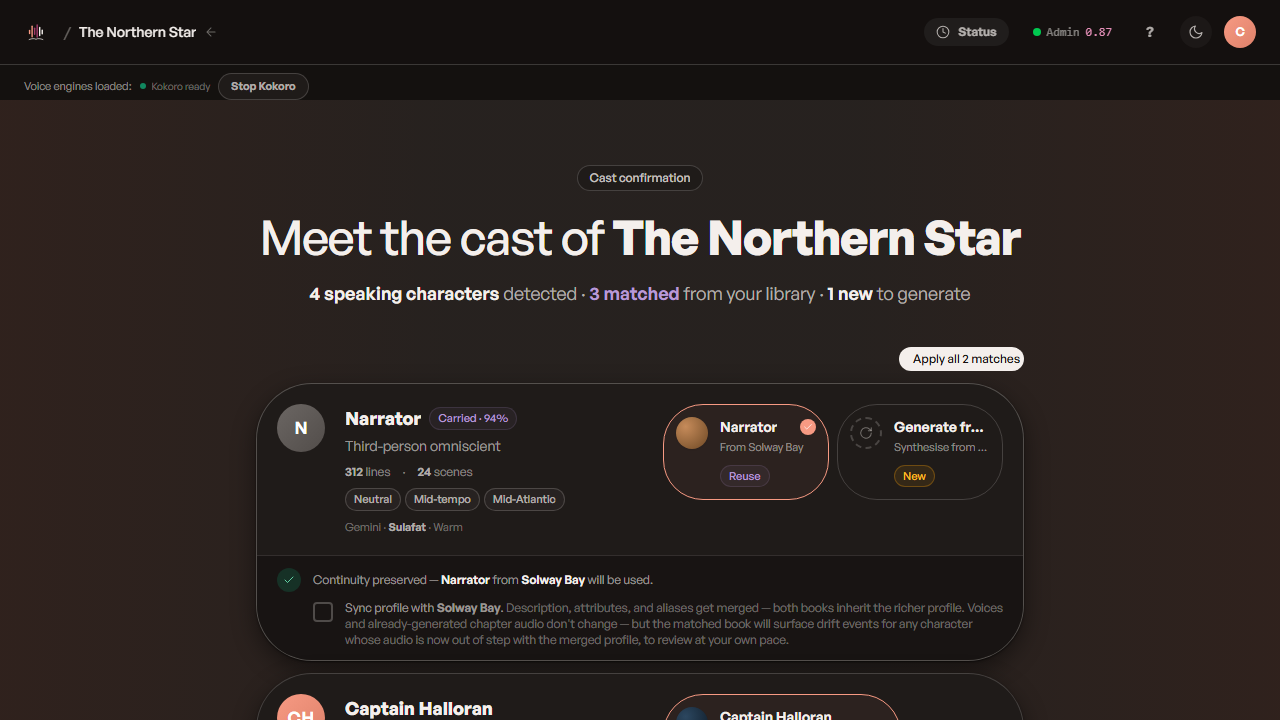 / The Northern Star ←
Status
Admin 0.87
?
C
Voice engines loaded: Kokoro ready Stop Kokoro
Cast confirmation
Meet the cast of The Northern Star
4 speaking characters detected · 3 matched from your library · 1 new to generate
Apply all 2 matches
N
Narrator Carried · 94%
Third-person omniscient
312 lines · 24 scenes
Neutral Mid-tempo Mid-Atlantic
Gemini · Sulafat · Warm
Narrator
From Solway Bay
Reuse
Generate fr...
Synthesise from ...
New
Continuity preserved — Narrator from Solway Bay will be used.
Sync profile with Solway Bay. Description, attributes, and aliases get merged — both books inherit the richer profile. Voices
and already-generated chapter audio don't change — but the matched book will surface drift events for any character
whose audio is now out of step with the merged profile, to review at your own pace.
CH
Captain Halloran
Captain Halloran